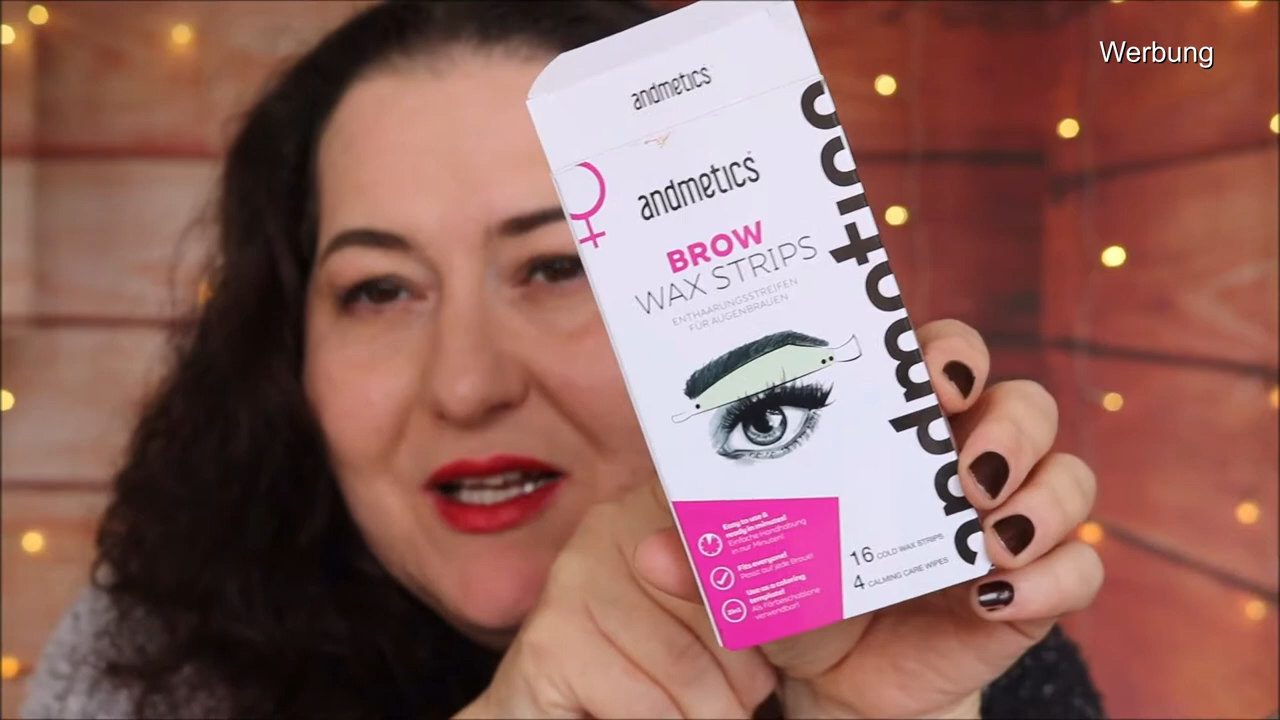 Werbung
andmetics
andmetics
BROW
WAX STRIPS
ENTHAARUNGSSTREIFEN
FÜR AUGENBRAUEN
andmetics
Easy to use &
ready in minutes!
Einfache Handhabung
in nur Minuten!
Fits everyone!
Passt auf jede Braue!
2in1
Use as a coloring
template!
Als Färbeschablone
verwendbar!
16 COLD WAX STRIPS
4 CALMING CARE WIPES